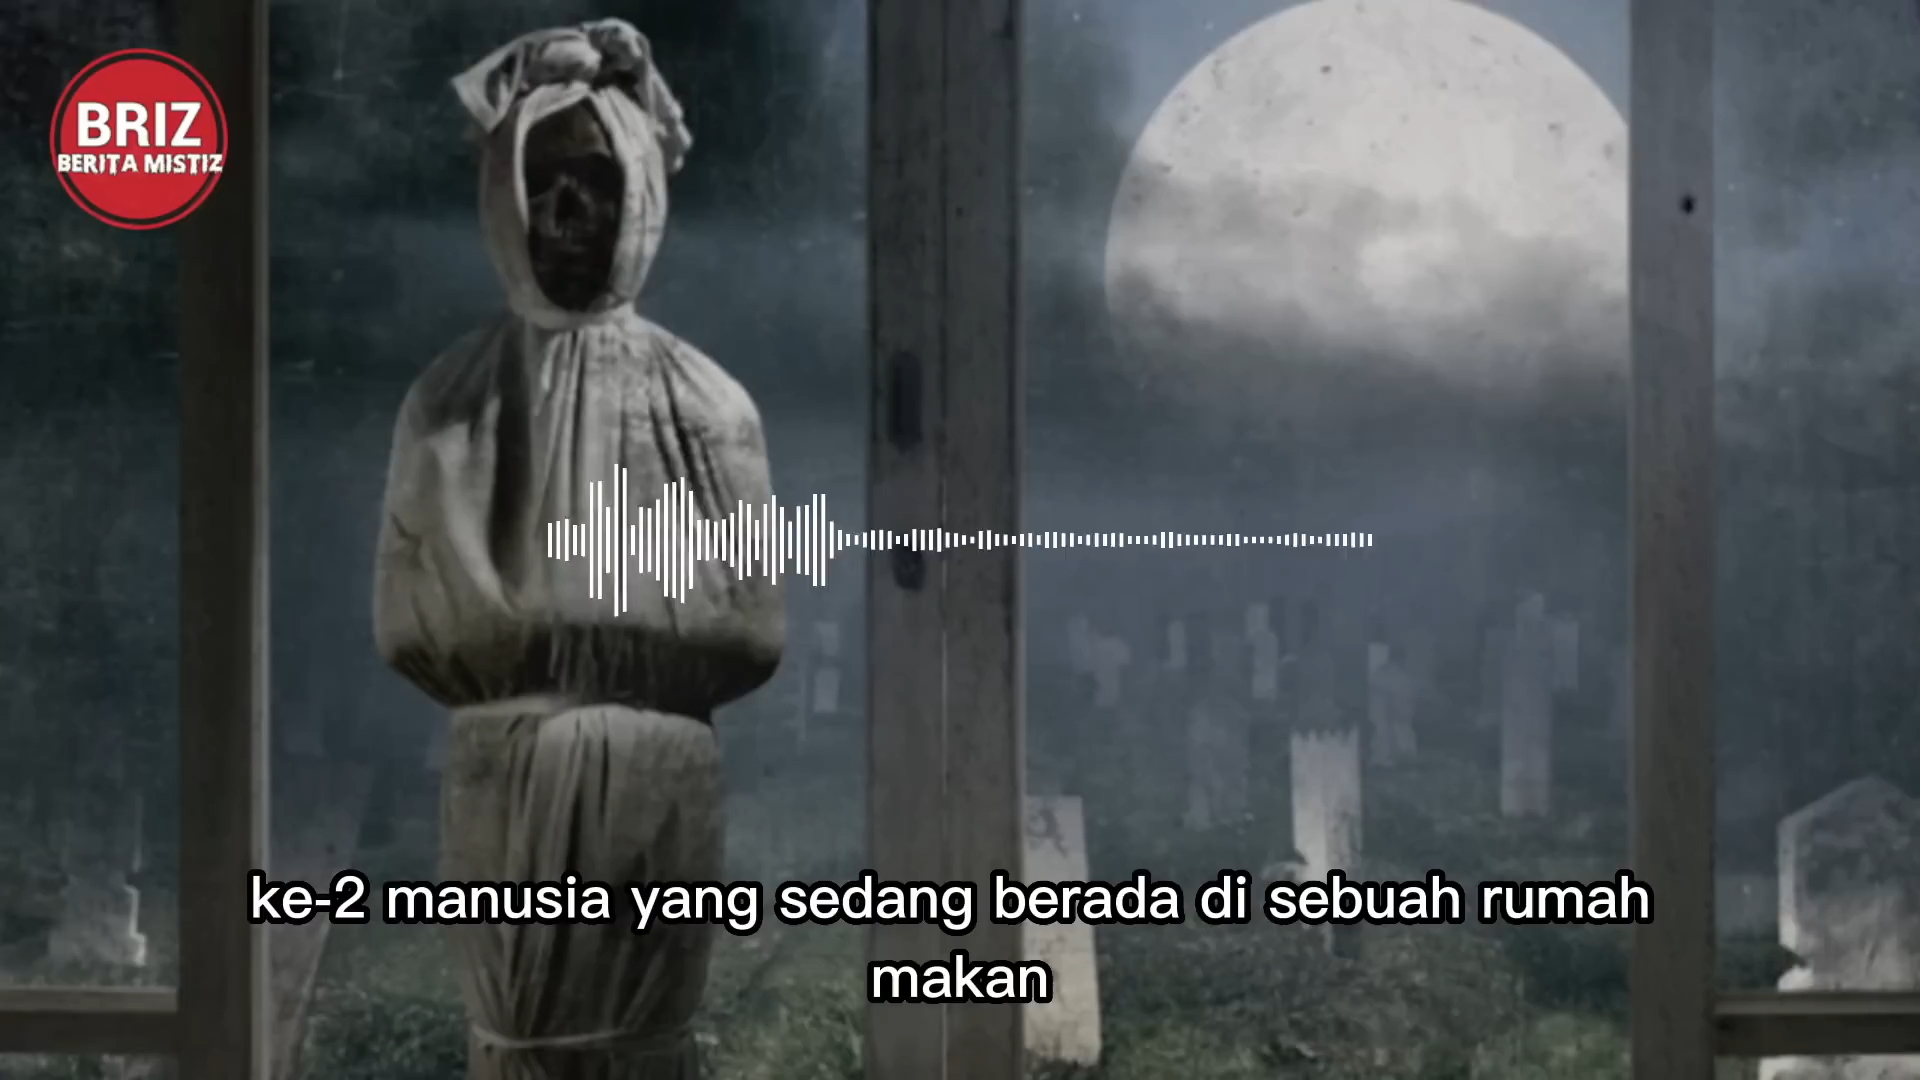 BRIZ
BERITA MISTIZ
ke-2 manusia yang sedang berada di sebuah rumah
makan